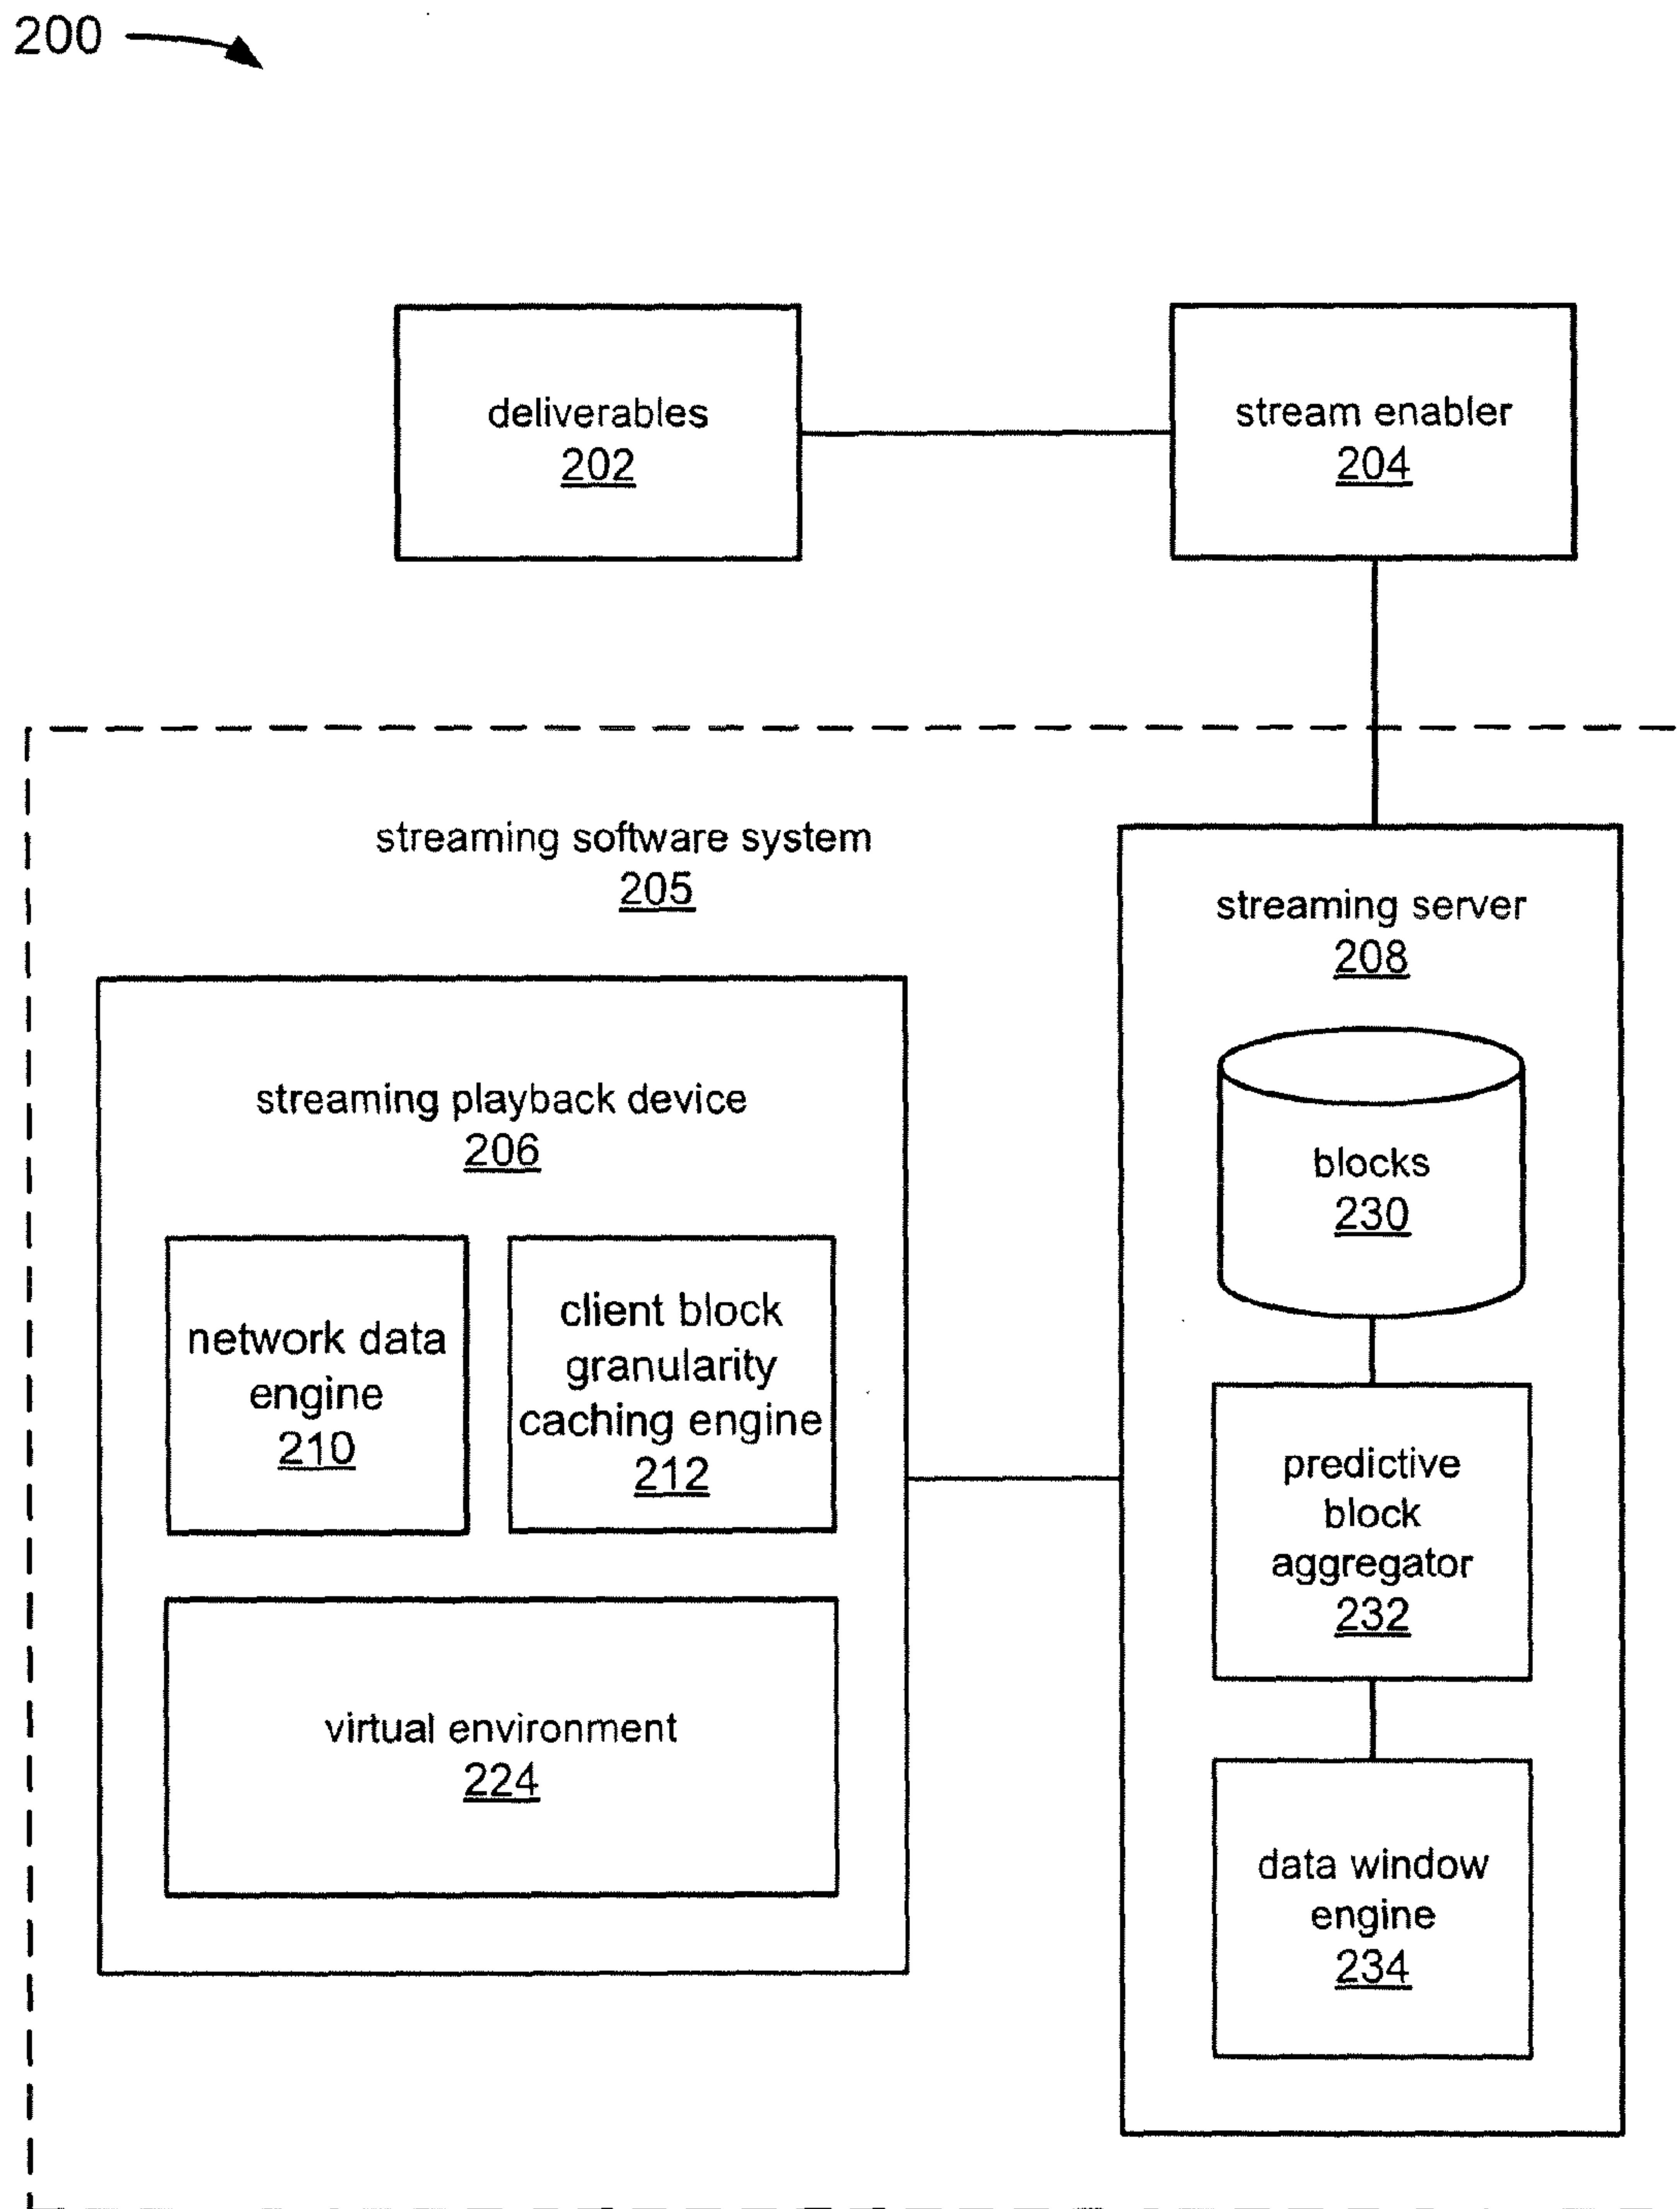 200
deliverables
202
stream enabler
204
streaming software system
205
streaming server
208
streaming playback device
206
blocks
230
network data
engine
210
client block
granularity
caching engine
212
predictive
block
aggregator
232
virtual environment
224
data window
engine
234